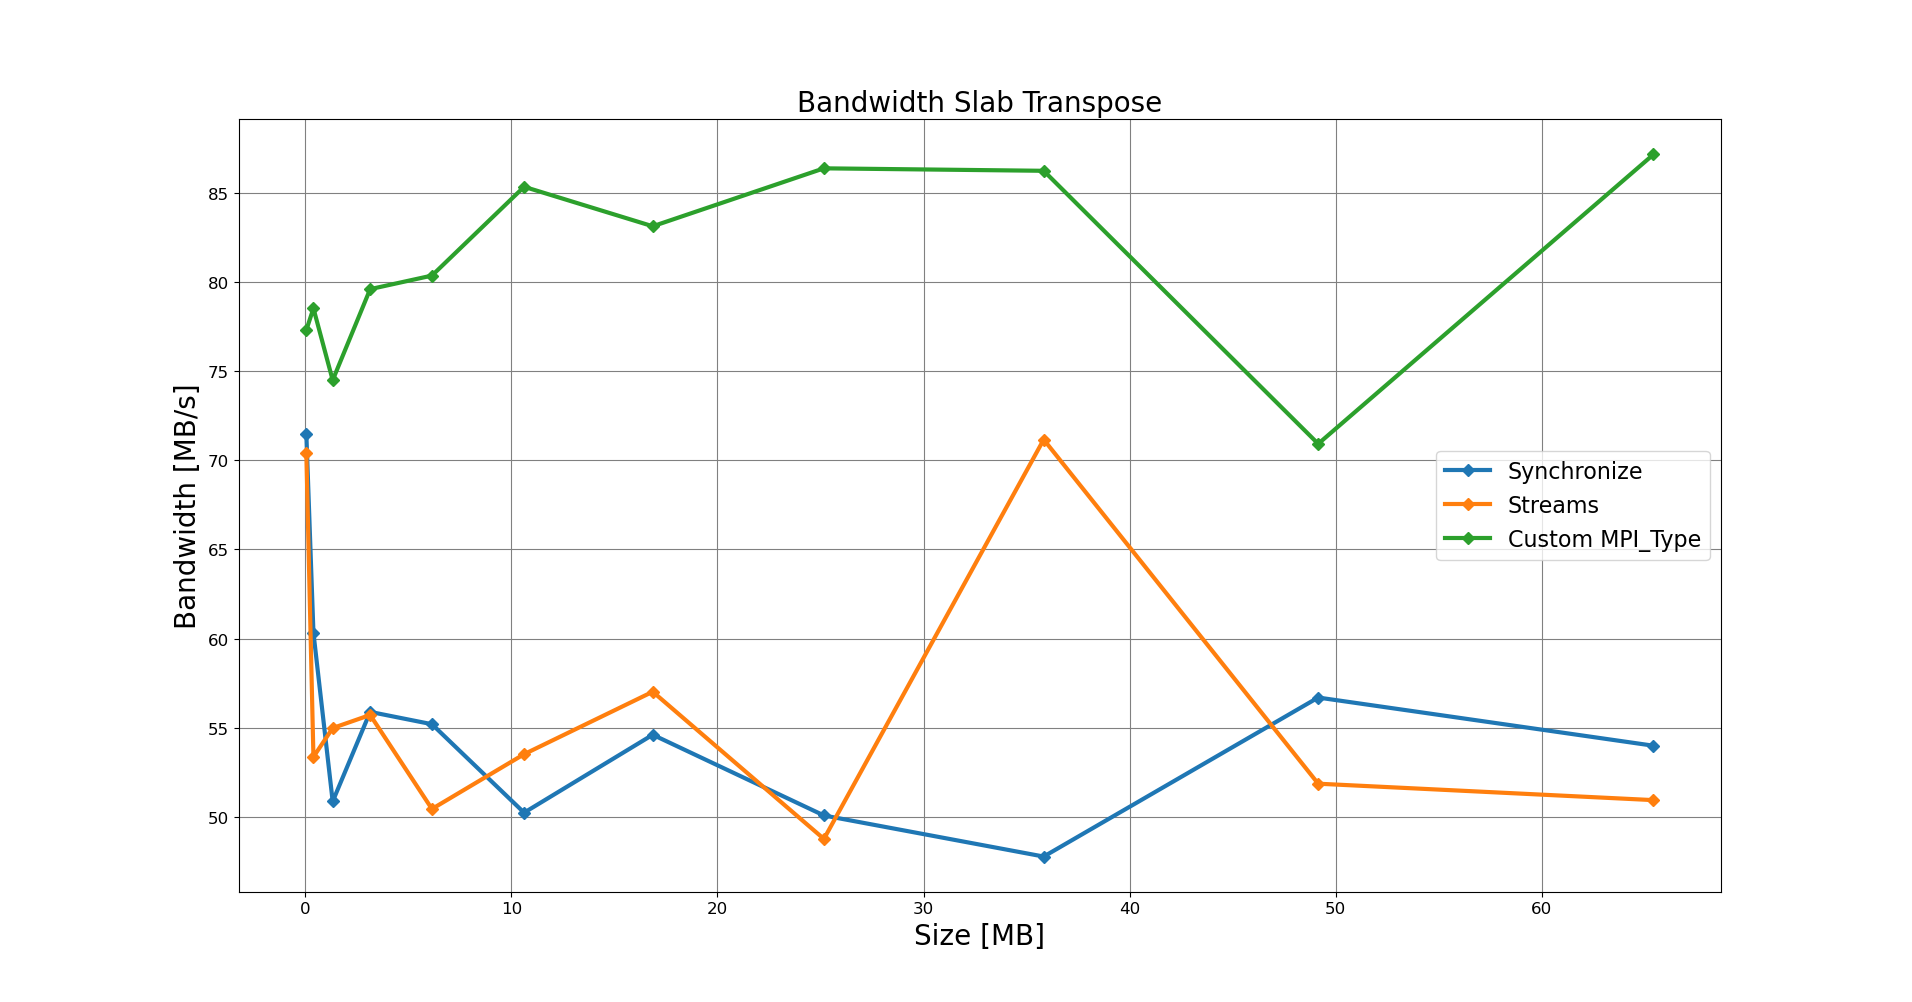 Bandwidth Slab Transpose
Bandwidth [MB/s]
85
80
75
70
65
60
55
50
Synchronize
Streams
Custom MPI_Type
0 10 20 30 40 50 60
Size [MB]